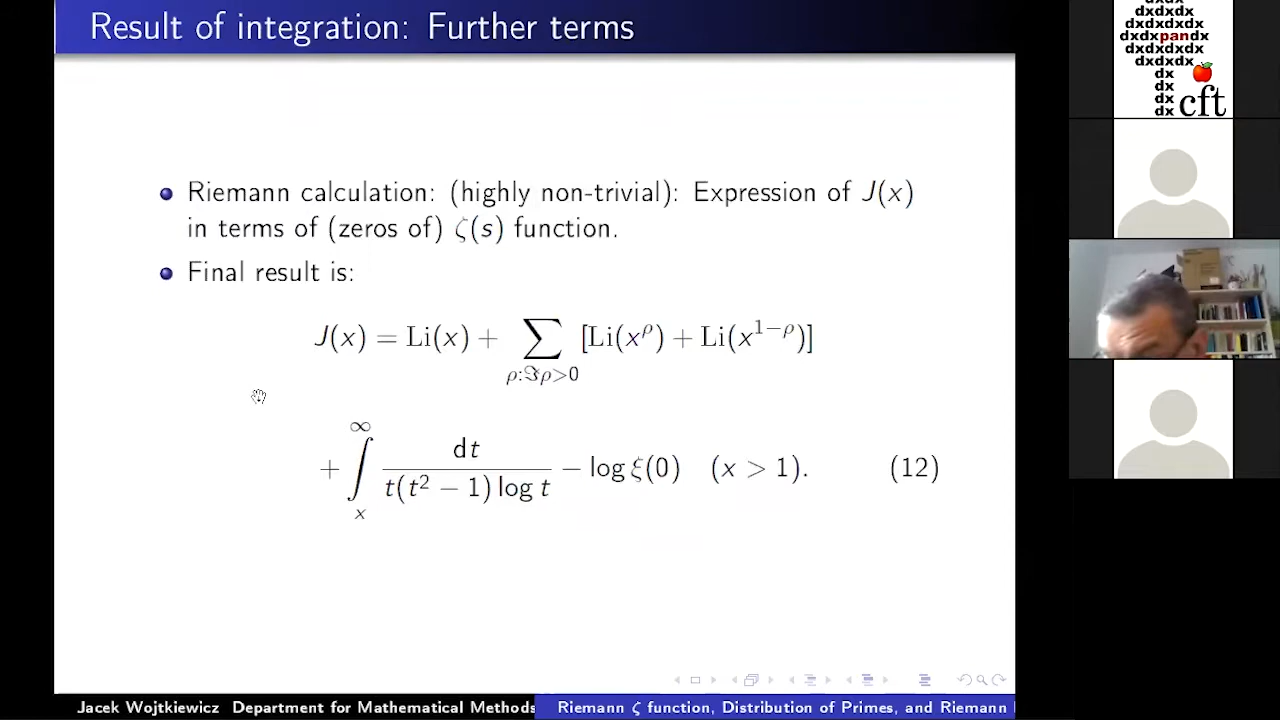 Result of integration: Further terms
Riemann calculation: (highly non-trivial): Expression of J(x)
in terms of (zeros of) ζ(s) function.
Final result is:
J(x) = Li(x) + ∑ [Li(x^ρ) + Li(x^{1−ρ})]
ρ:ℑρ>0
+ ∫_x^∞ dt / (t(t² − 1) log t) − log ξ(0) (x > 1). (12)
Jacek Wojtkiewicz Department for Mathematical Methods
Riemann ζ function, Distribution of Primes, and Riemann
dxdxdx
dxdxdxdx
dxdxpandx
dxdxdxdx
dxdxdx
dx
dx
dx
dx
cft